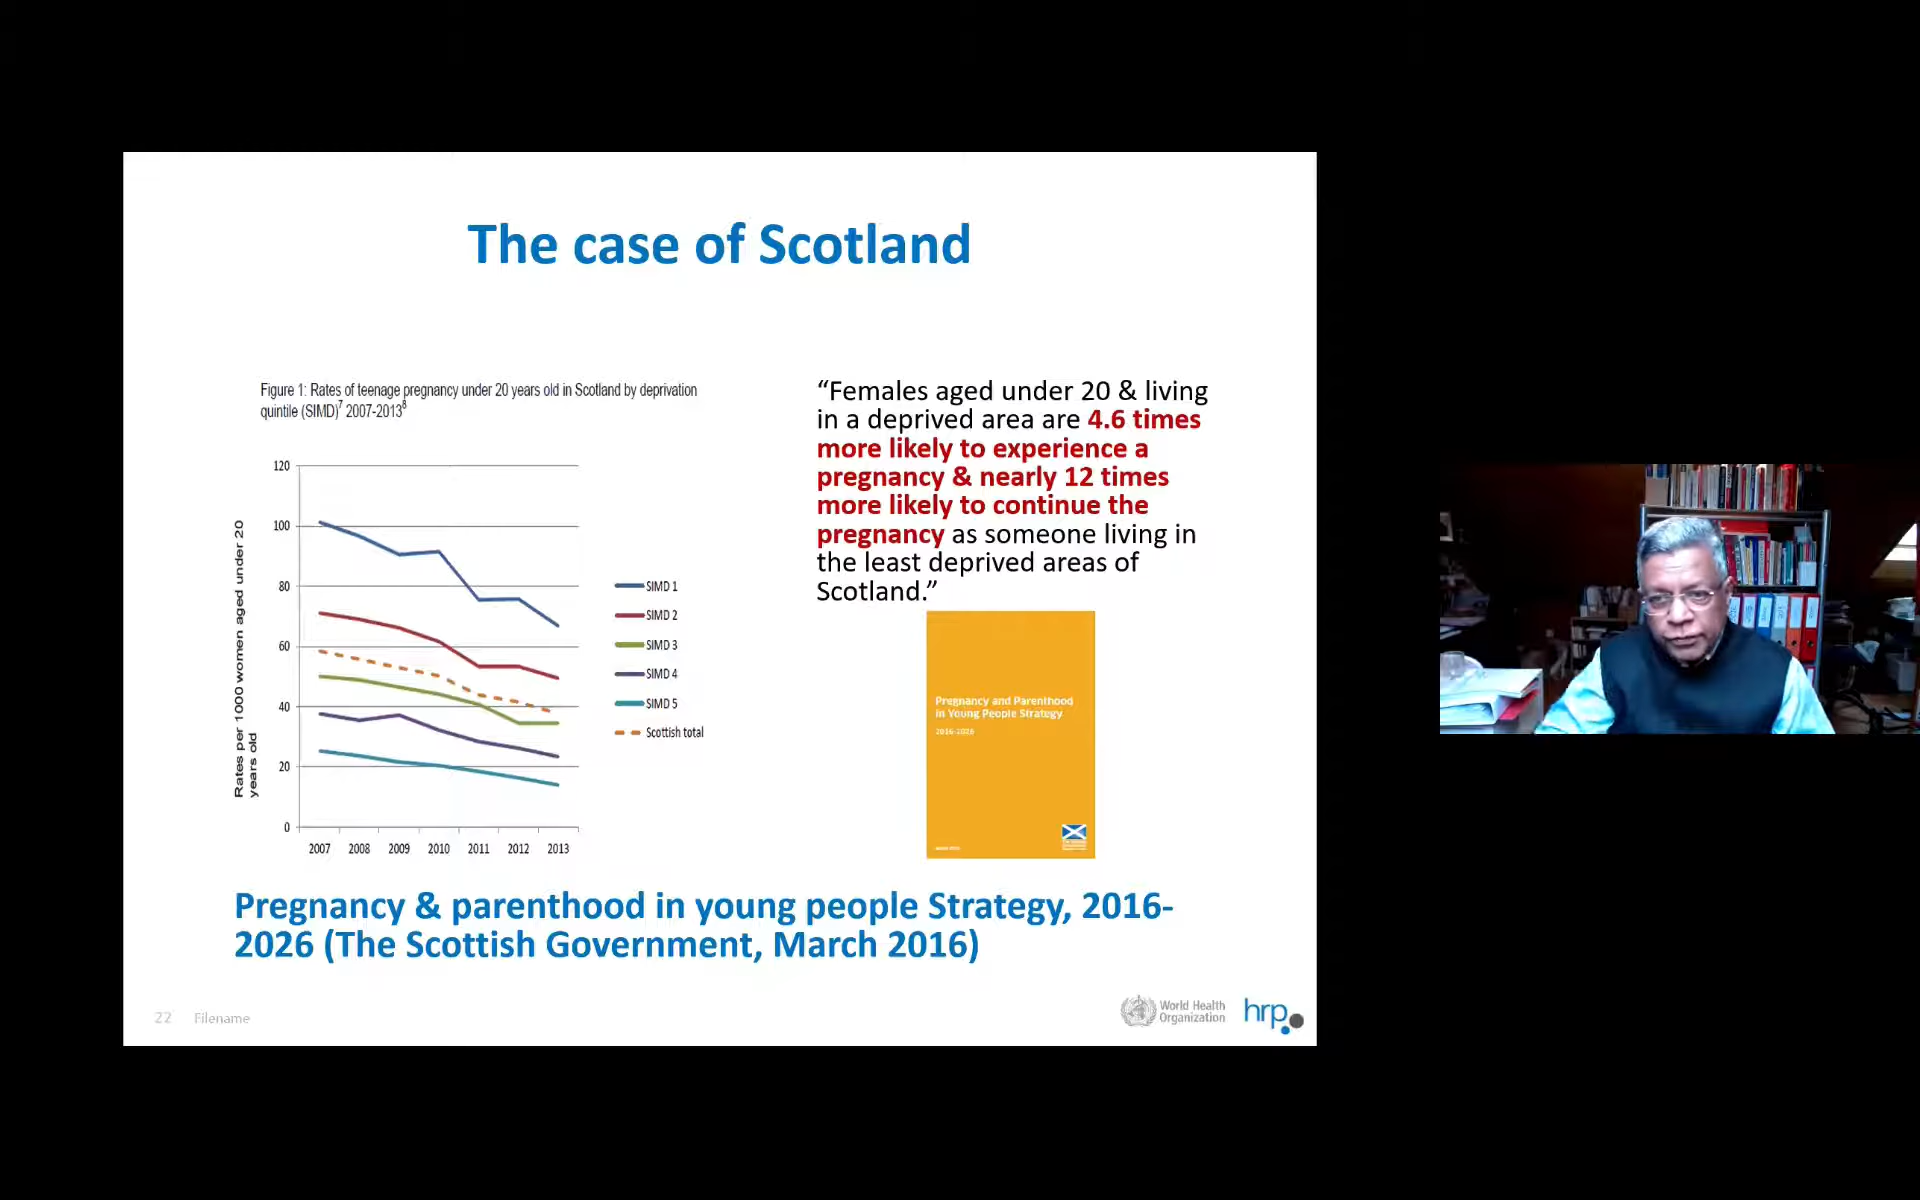 The case of Scotland
Figure 1: Rates of teenage pregnancy under 20 years old in Scotland by deprivation
quintile (SIMD)7 2007-20138
120
100
80
60
40
20
0
Rates per 1000 women aged under 20
years old
2007 2008 2009 2010 2011 2012 2013
SIMD 1
SIMD 2
SIMD 3
SIMD 4
SIMD 5
Scottish total
“Females aged under 20 & living
in a deprived area are 4.6 times
more likely to experience a
pregnancy & nearly 12 times
more likely to continue the
pregnancy as someone living in
the least deprived areas of
Scotland.”
Pregnancy and Parenthood
in Young People Strategy
2016-2026
Pregnancy & parenthood in young people Strategy, 2016-
2026 (The Scottish Government, March 2016)
22 Filename
World Health
Organization
hrp